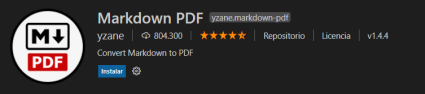 M↓
PDF
Markdown PDF yzane.markdown-pdf
yzane | 804.300 | Repositorio | Licencia | v1.4.4
Convert Markdown to PDF
Instalar